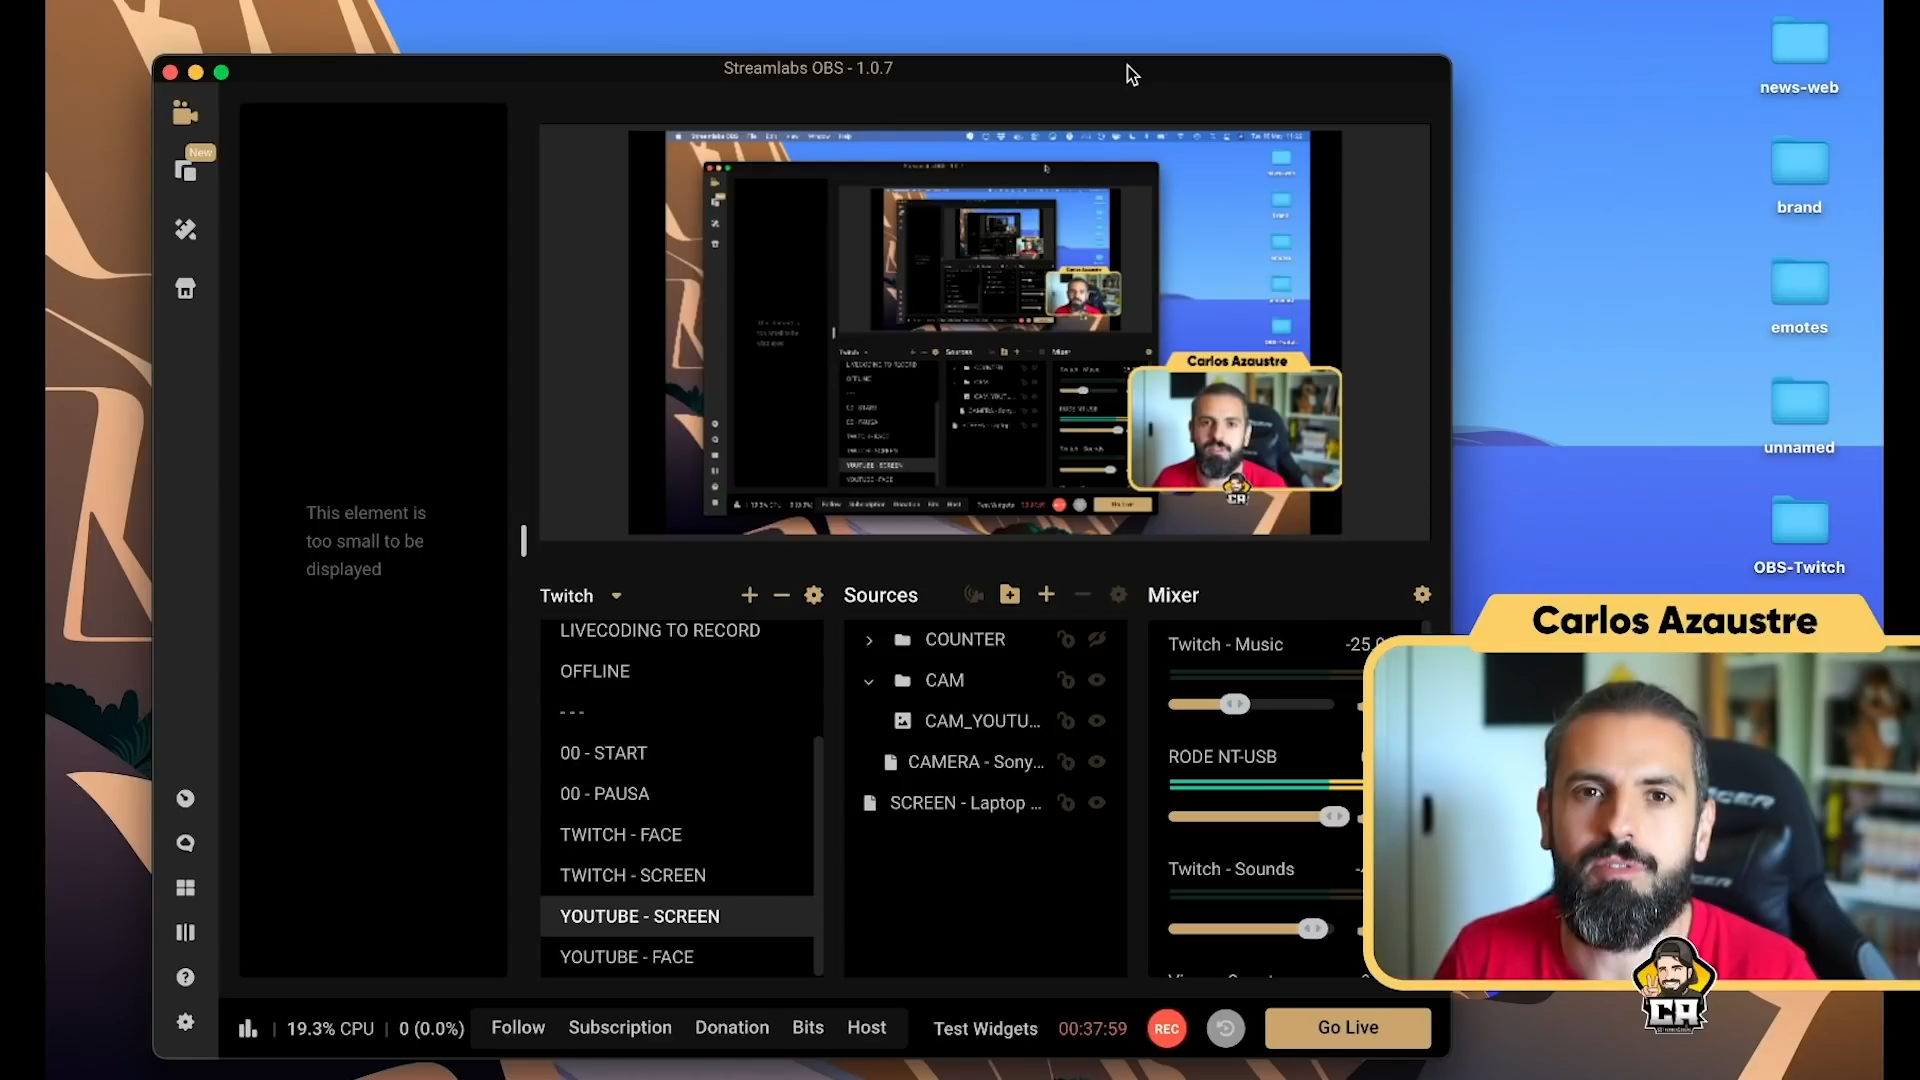 Streamlabs OBS - 1.0.7
New
This element is
too small to be
displayed
Carlos Azaustre
Twitch
LIVECODING TO RECORD
OFFLINE
---
00 - START
00 - PAUSA
TWITCH - FACE
TWITCH - SCREEN
YOUTUBE - SCREEN
YOUTUBE - FACE
Sources
COUNTER
CAM
CAM_YOUTU...
CAMERA - Sony...
SCREEN - Laptop ...
Mixer
Twitch - Music
-25.0
RODE NT-USB
Twitch - Sounds
19.3% CPU
0 (0.0%)
Follow
Subscription
Donation
Bits
Host
Test Widgets
00:37:59
REC
Go Live
news-web
brand
emotes
unnamed
OBS-Twitch
Carlos Azaustre
CA